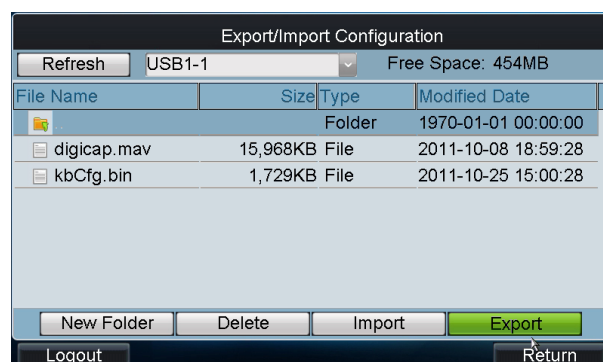 Export/Import Configuration
Refresh USB1-1 Free Space: 454MB
File Name Size Type Modified Date
.. Folder 1970-01-01 00:00:00
digicap.mav 15,968KB File 2011-10-08 18:59:28
kbCfg.bin 1,729KB File 2011-10-25 15:00:28
New Folder Delete Import Export
Logout Return